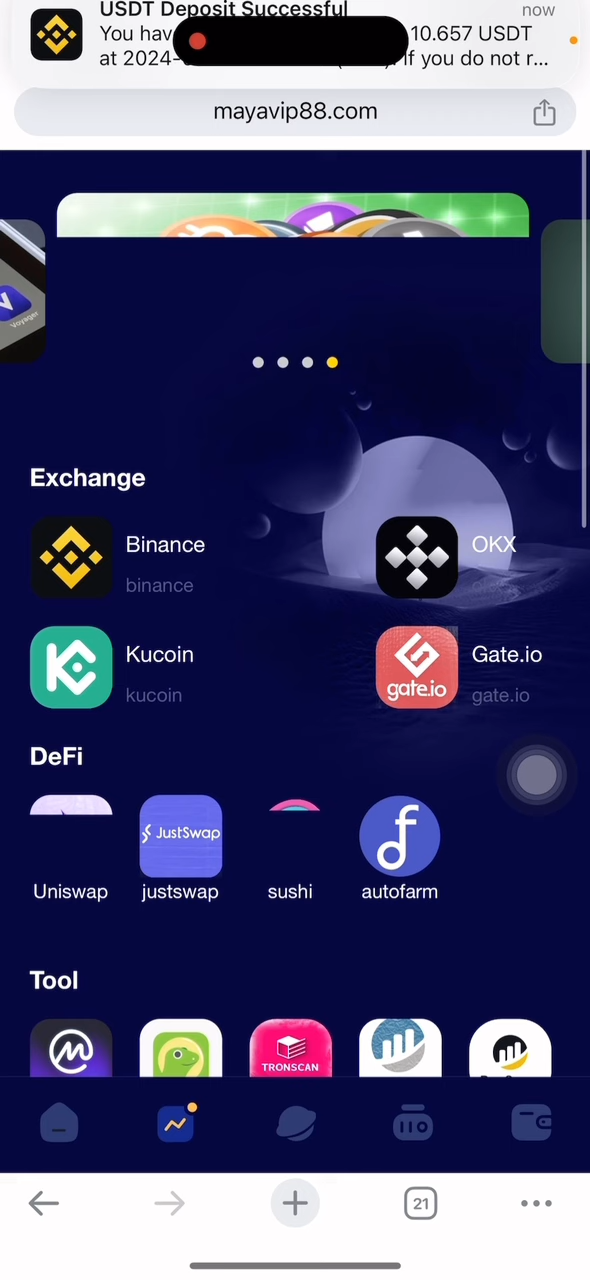 USDT Deposit Successful
now
You hav 10.657 USDT
at 2024- If you do not r...
mayavip88.com
Voyager
Exchange
Binance
binance
OKX
Kucoin
kucoin
Gate.io
gate.io
gate.io
DeFi
JustSwap
Uniswap
justswap
sushi
autofarm
Tool
TRONSCAN
21